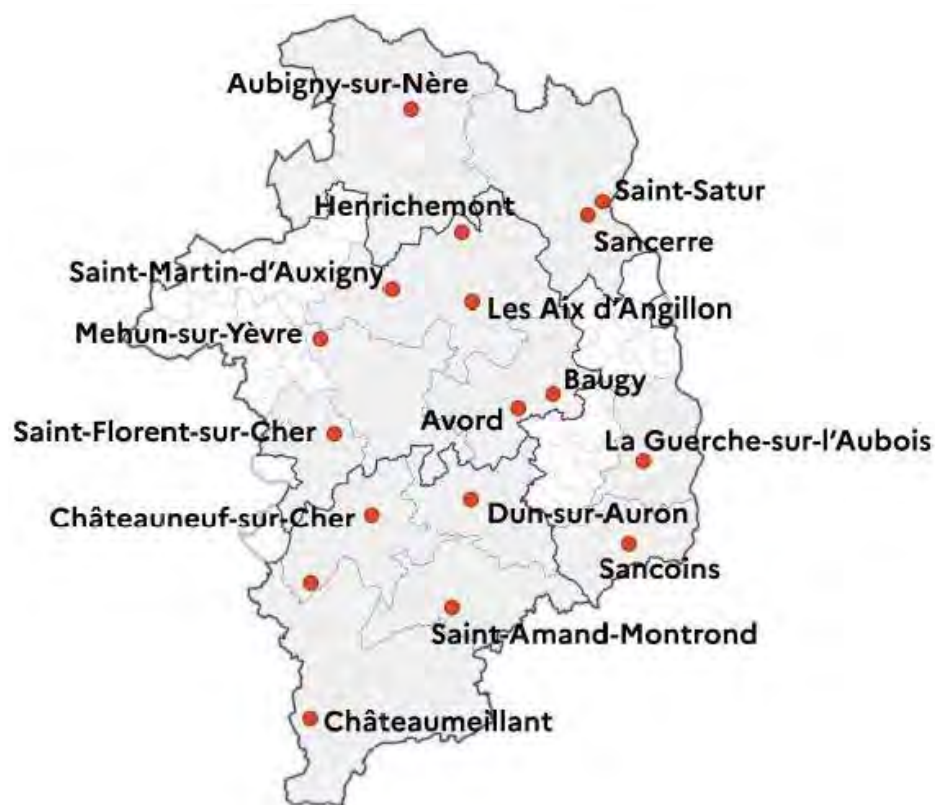 Aubigny-sur-Nère
Saint-Satur
Henrichemont
Sancerre
Saint-Martin-d'Auxigny
Les Aix d'Angillon
Mehun-sur-Yèvre
Baugy
Avord
Saint-Florent-sur-Cher
La Guerche-sur-l'Aubois
Châteauneuf-sur-Cher
Dun-sur-Auron
Sancoins
Saint-Amand-Montrond
Châteaumeillant